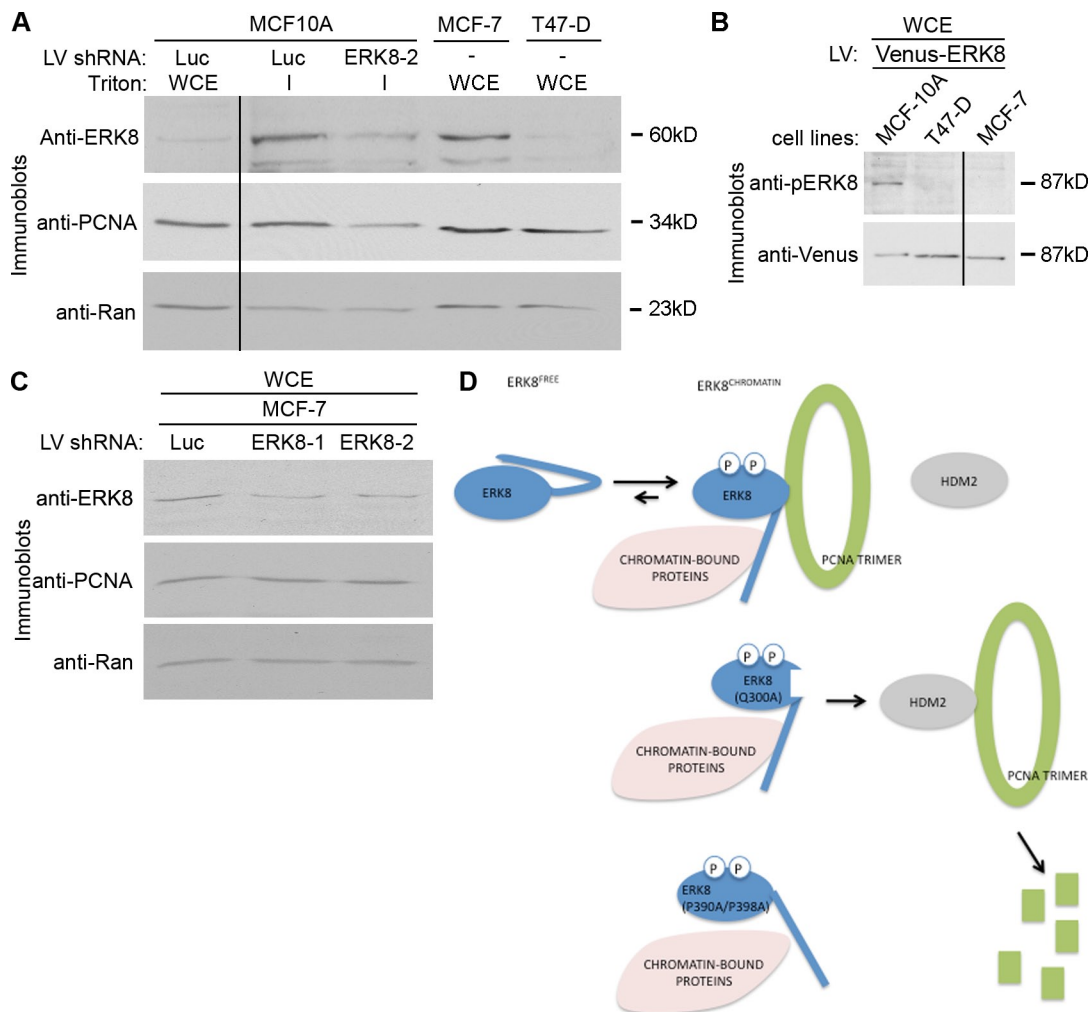 A
MCF10A MCF-7 T47-D
LV shRNA: Luc Luc ERK8-2 - -
Triton: WCE I I WCE WCE
Immunoblots
Anti-ERK8 60kD
anti-PCNA 34kD
anti-Ran 23kD
B
WCE
LV: Venus-ERK8
cell lines: MCF-10A T47-D MCF-7
Immunoblots
anti-pERK8 87kD
anti-Venus 87kD
C
WCE
MCF-7
LV shRNA: Luc ERK8-1 ERK8-2
Immunoblots
anti-ERK8
anti-PCNA
anti-Ran
D
ERK8FREE ERK8CHROMATIN
P P
ERK8 ERK8 HDM2
CHROMATIN-BOUND
PROTEINS
PCNA TRIMER
P P
ERK8
(Q300A)
HDM2
CHROMATIN-BOUND
PROTEINS
PCNA TRIMER
P P
ERK8
(P390A/P398A)
CHROMATIN-BOUND
PROTEINS